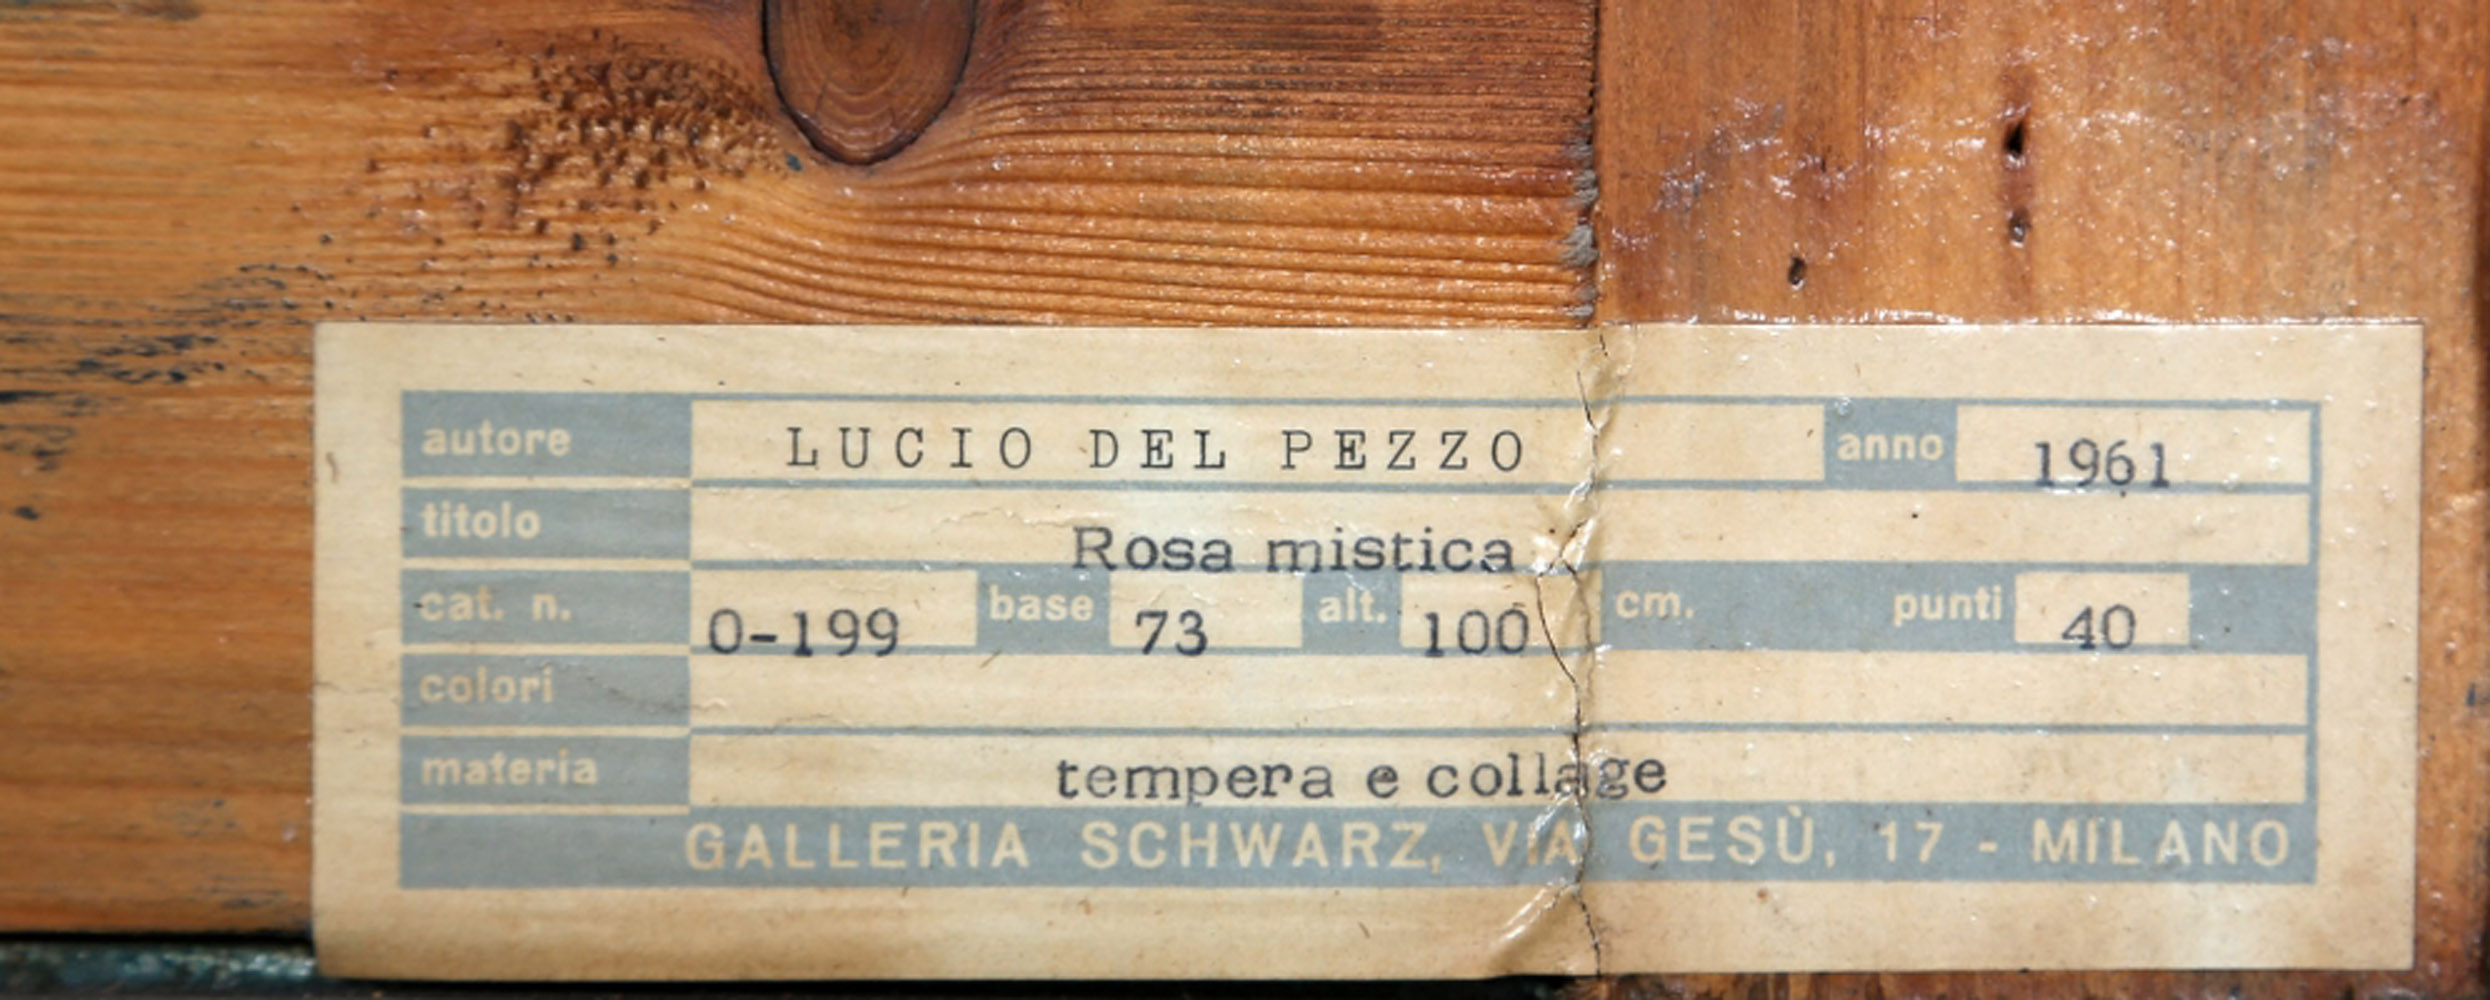 autore LUCIO DEL PEZZO anno 1961
titolo Rosa mistica
cat. n. 0-199 base 73 alt. 100 cm. punti 40
colori
materia tempera e collage
GALLERIA SCHWARZ, VIA GESÙ, 17 - MILANO